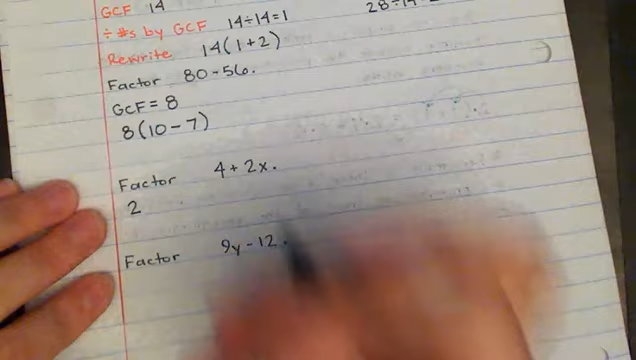 GCF 14
÷ #s by GCF 14÷14=1
Rewrite 14(1+2)
Factor 80-56.
GCF = 8
8(10-7)
Factor 4+2x.
2
Factor 9y-12.